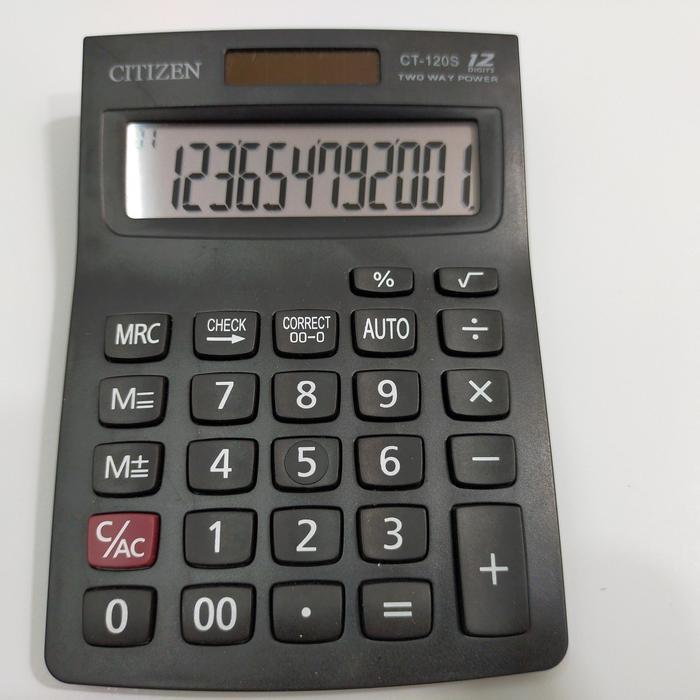 CITIZEN
CT-120S 12
DIGITS
TWO WAY POWER
01
123654792001
% √
MRC CHECK → CORRECT 00→0 AUTO ÷
M= 7 8 9 ×
M± 4 5 6 −
C/AC 1 2 3 +
0 00 · =